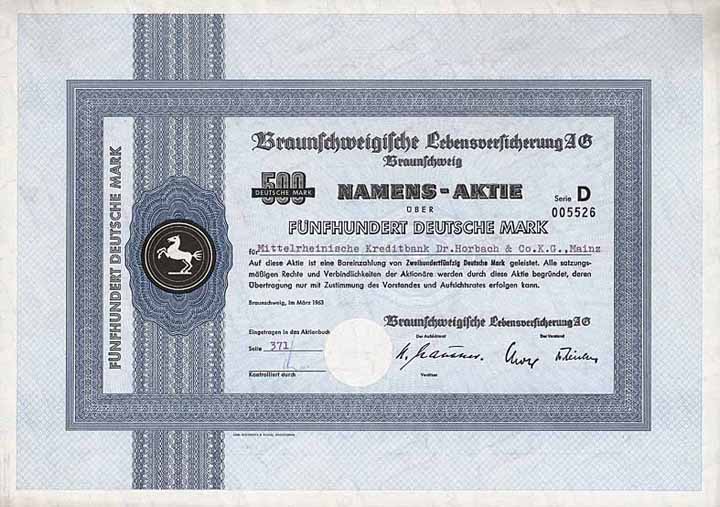 Braunschweigische Lebensversicherung AG
Braunschweig
500
DEUTSCHE MARK
NAMENS-AKTIE
Serie D
005526
ÜBER
FÜNFHUNDERT DEUTSCHE MARK
für Mittelrheinische Kreditbank Dr.Horbach & Co.K.G.,Mainz
Auf diese Aktie ist eine Bareinzahlung von Zweihundertfünfzig Deutsche Mark geleistet. Alle satzungs-
mäßigen Rechte und Verbindlichkeiten der Aktionäre werden durch diese Aktie begründet, deren
Übertragung nur mit Zustimmung des Vorstandes und Aufsichtsrates erfolgen kann.
Braunschweig, im März 1963
Braunschweigische Lebensversicherung AG
Eingetragen in das Aktienbuch
Der Aufsichtsrat
Der Vorstand
Seite 371
Kontrolliert durch
Vorsitzer
FÜNFHUNDERT DEUTSCHE MARK